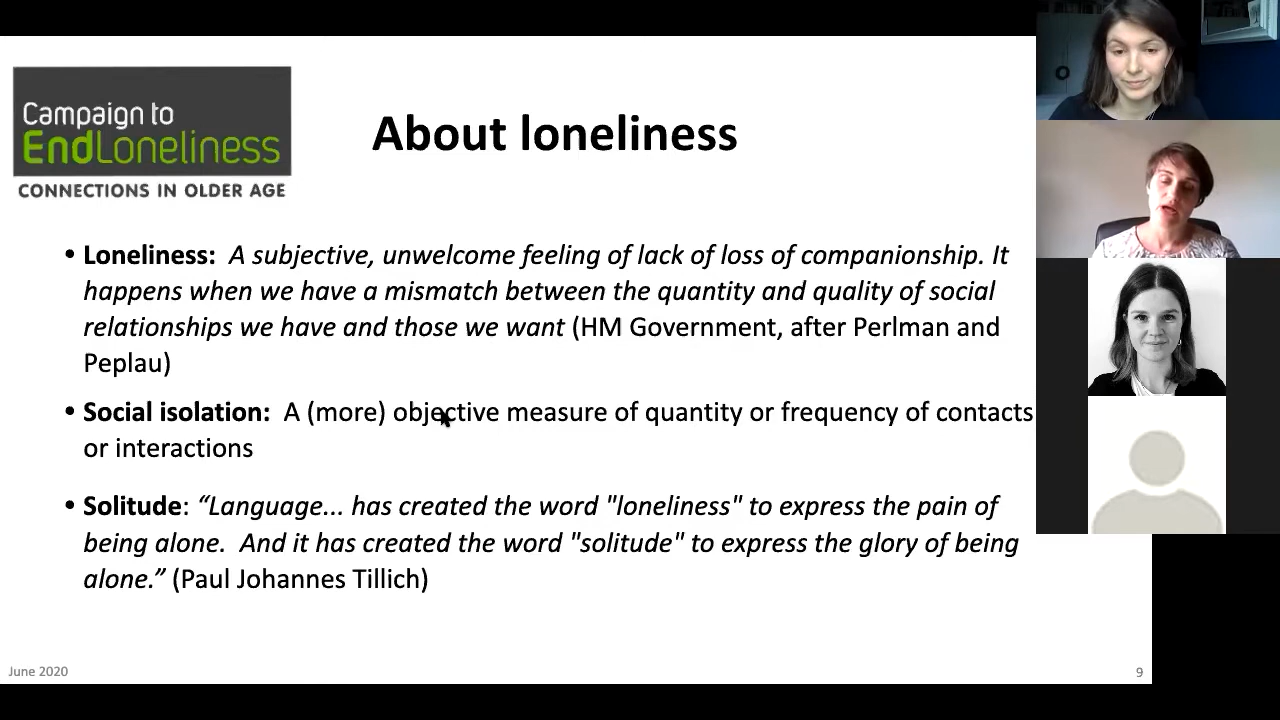 Campaign to
EndLoneliness
CONNECTIONS IN OLDER AGE
About loneliness
• Loneliness: A subjective, unwelcome feeling of lack of loss of companionship. It
happens when we have a mismatch between the quantity and quality of social
relationships we have and those we want (HM Government, after Perlman and
Peplau)
• Social isolation: A (more) objective measure of quantity or frequency of contacts
or interactions
• Solitude: “Language... has created the word "loneliness" to express the pain of
being alone. And it has created the word "solitude" to express the glory of being
alone.” (Paul Johannes Tillich)
June 2020
9